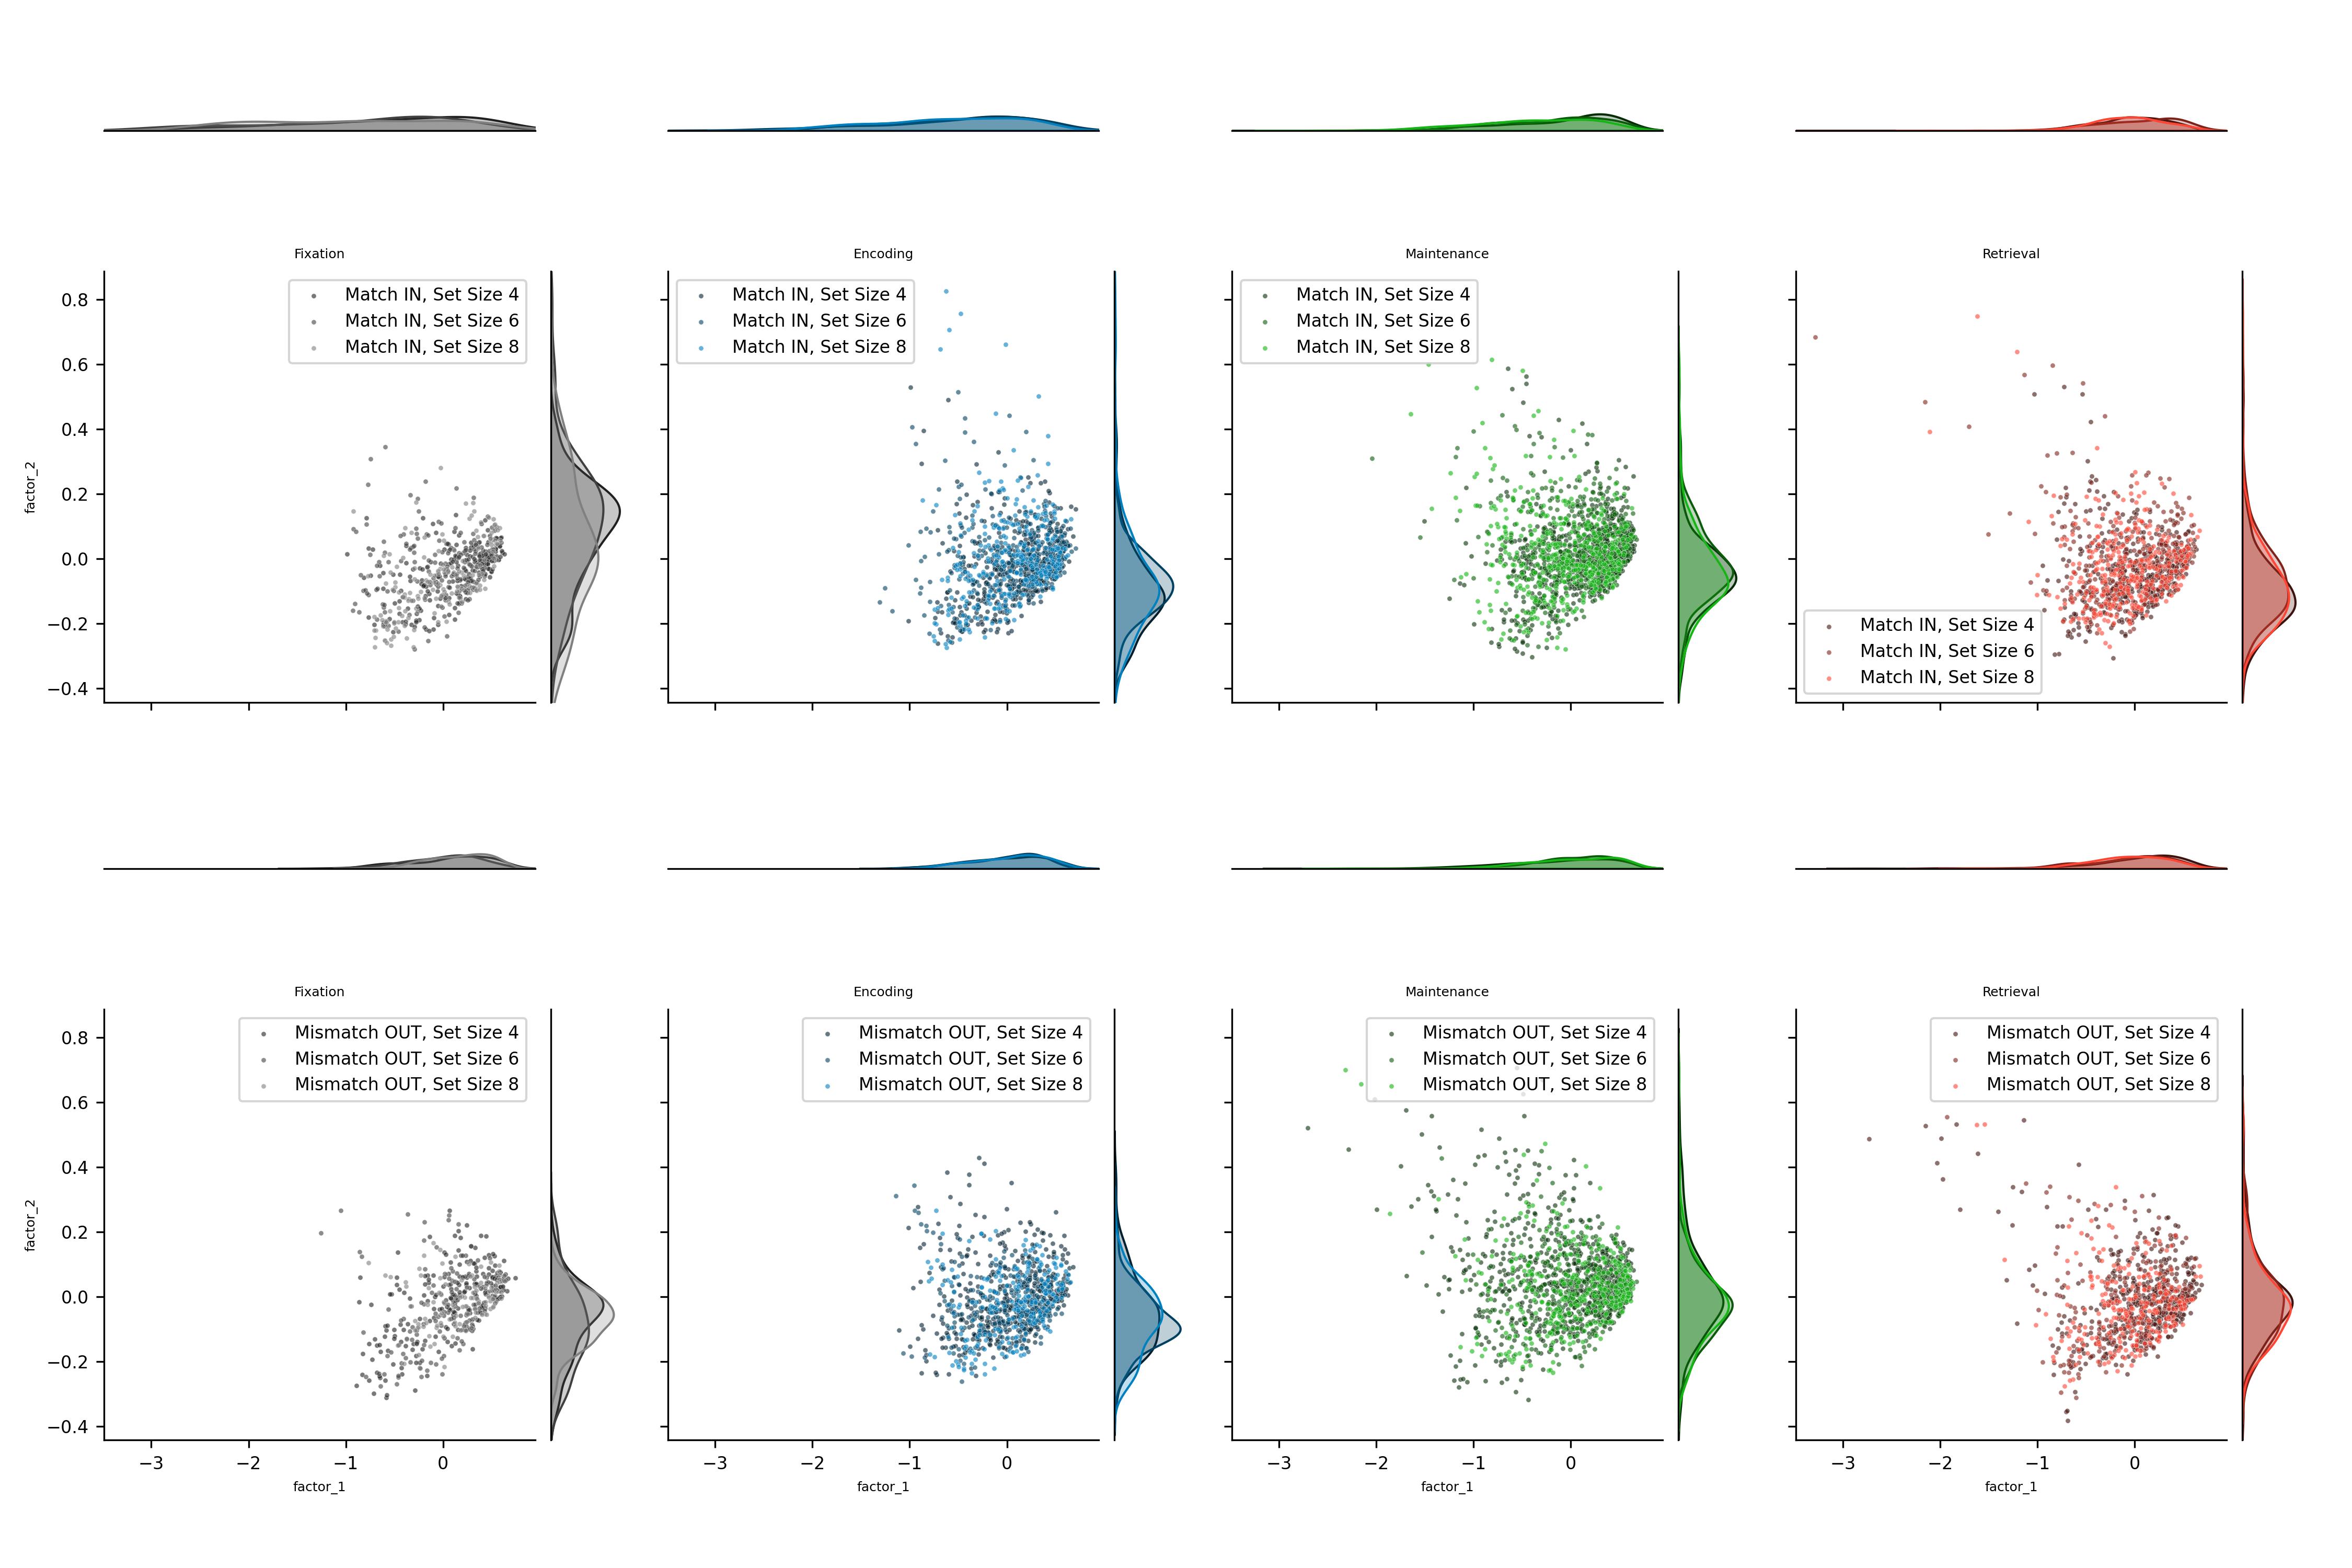 Fixation
Encoding
Maintenance
Retrieval
factor_2
0.8
0.6
0.4
0.2
0.0
−0.2
−0.4
Match IN, Set Size 4
Match IN, Set Size 6
Match IN, Set Size 8
Match IN, Set Size 4
Match IN, Set Size 6
Match IN, Set Size 8
Match IN, Set Size 4
Match IN, Set Size 6
Match IN, Set Size 8
Match IN, Set Size 4
Match IN, Set Size 6
Match IN, Set Size 8
Fixation
Encoding
Maintenance
Retrieval
factor_2
0.8
0.6
0.4
0.2
0.0
−0.2
−0.4
Mismatch OUT, Set Size 4
Mismatch OUT, Set Size 6
Mismatch OUT, Set Size 8
Mismatch OUT, Set Size 4
Mismatch OUT, Set Size 6
Mismatch OUT, Set Size 8
Mismatch OUT, Set Size 4
Mismatch OUT, Set Size 6
Mismatch OUT, Set Size 8
Mismatch OUT, Set Size 4
Mismatch OUT, Set Size 6
Mismatch OUT, Set Size 8
−3 −2 −1 0
−3 −2 −1 0
−3 −2 −1 0
−3 −2 −1 0
factor_1
factor_1
factor_1
factor_1